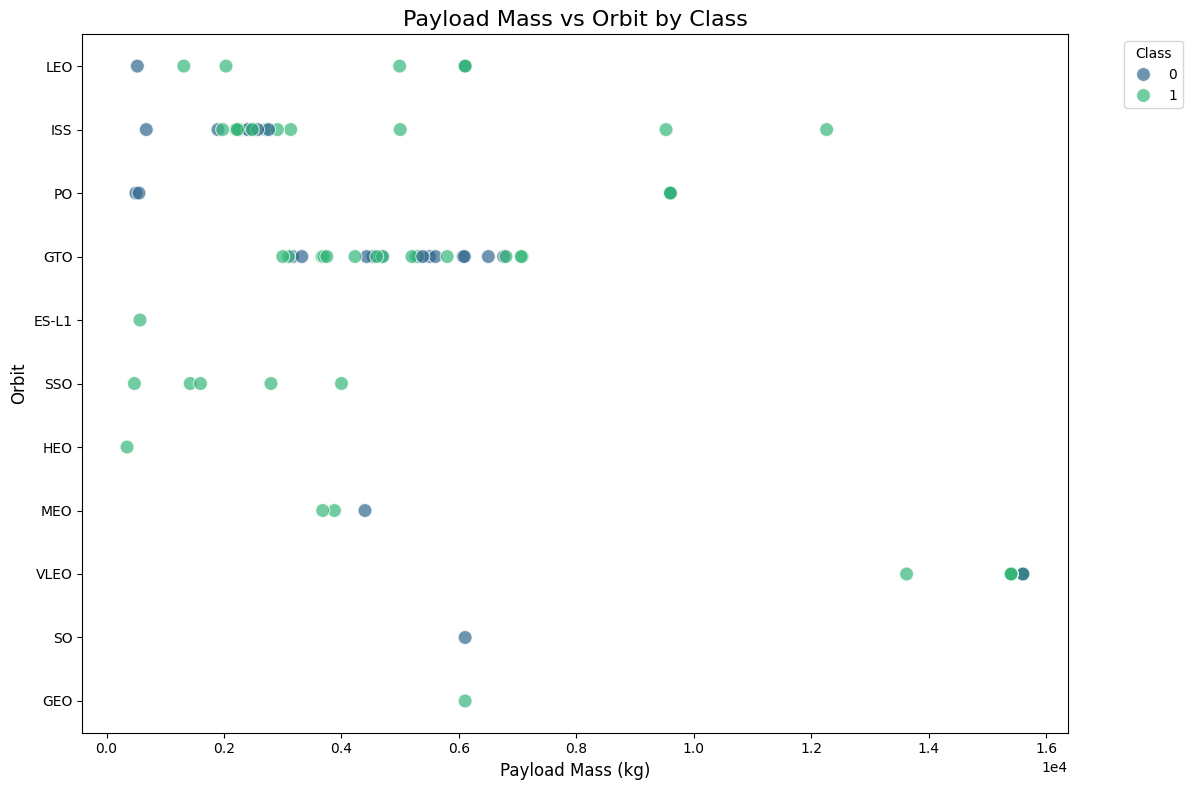 Payload Mass vs Orbit by Class
Class
0
1
LEO
ISS
PO
GTO
ES-L1
SSO
HEO
MEO
VLEO
SO
GEO
Orbit
0.0 0.2 0.4 0.6 0.8 1.0 1.2 1.4 1.6
1e4
Payload Mass (kg)